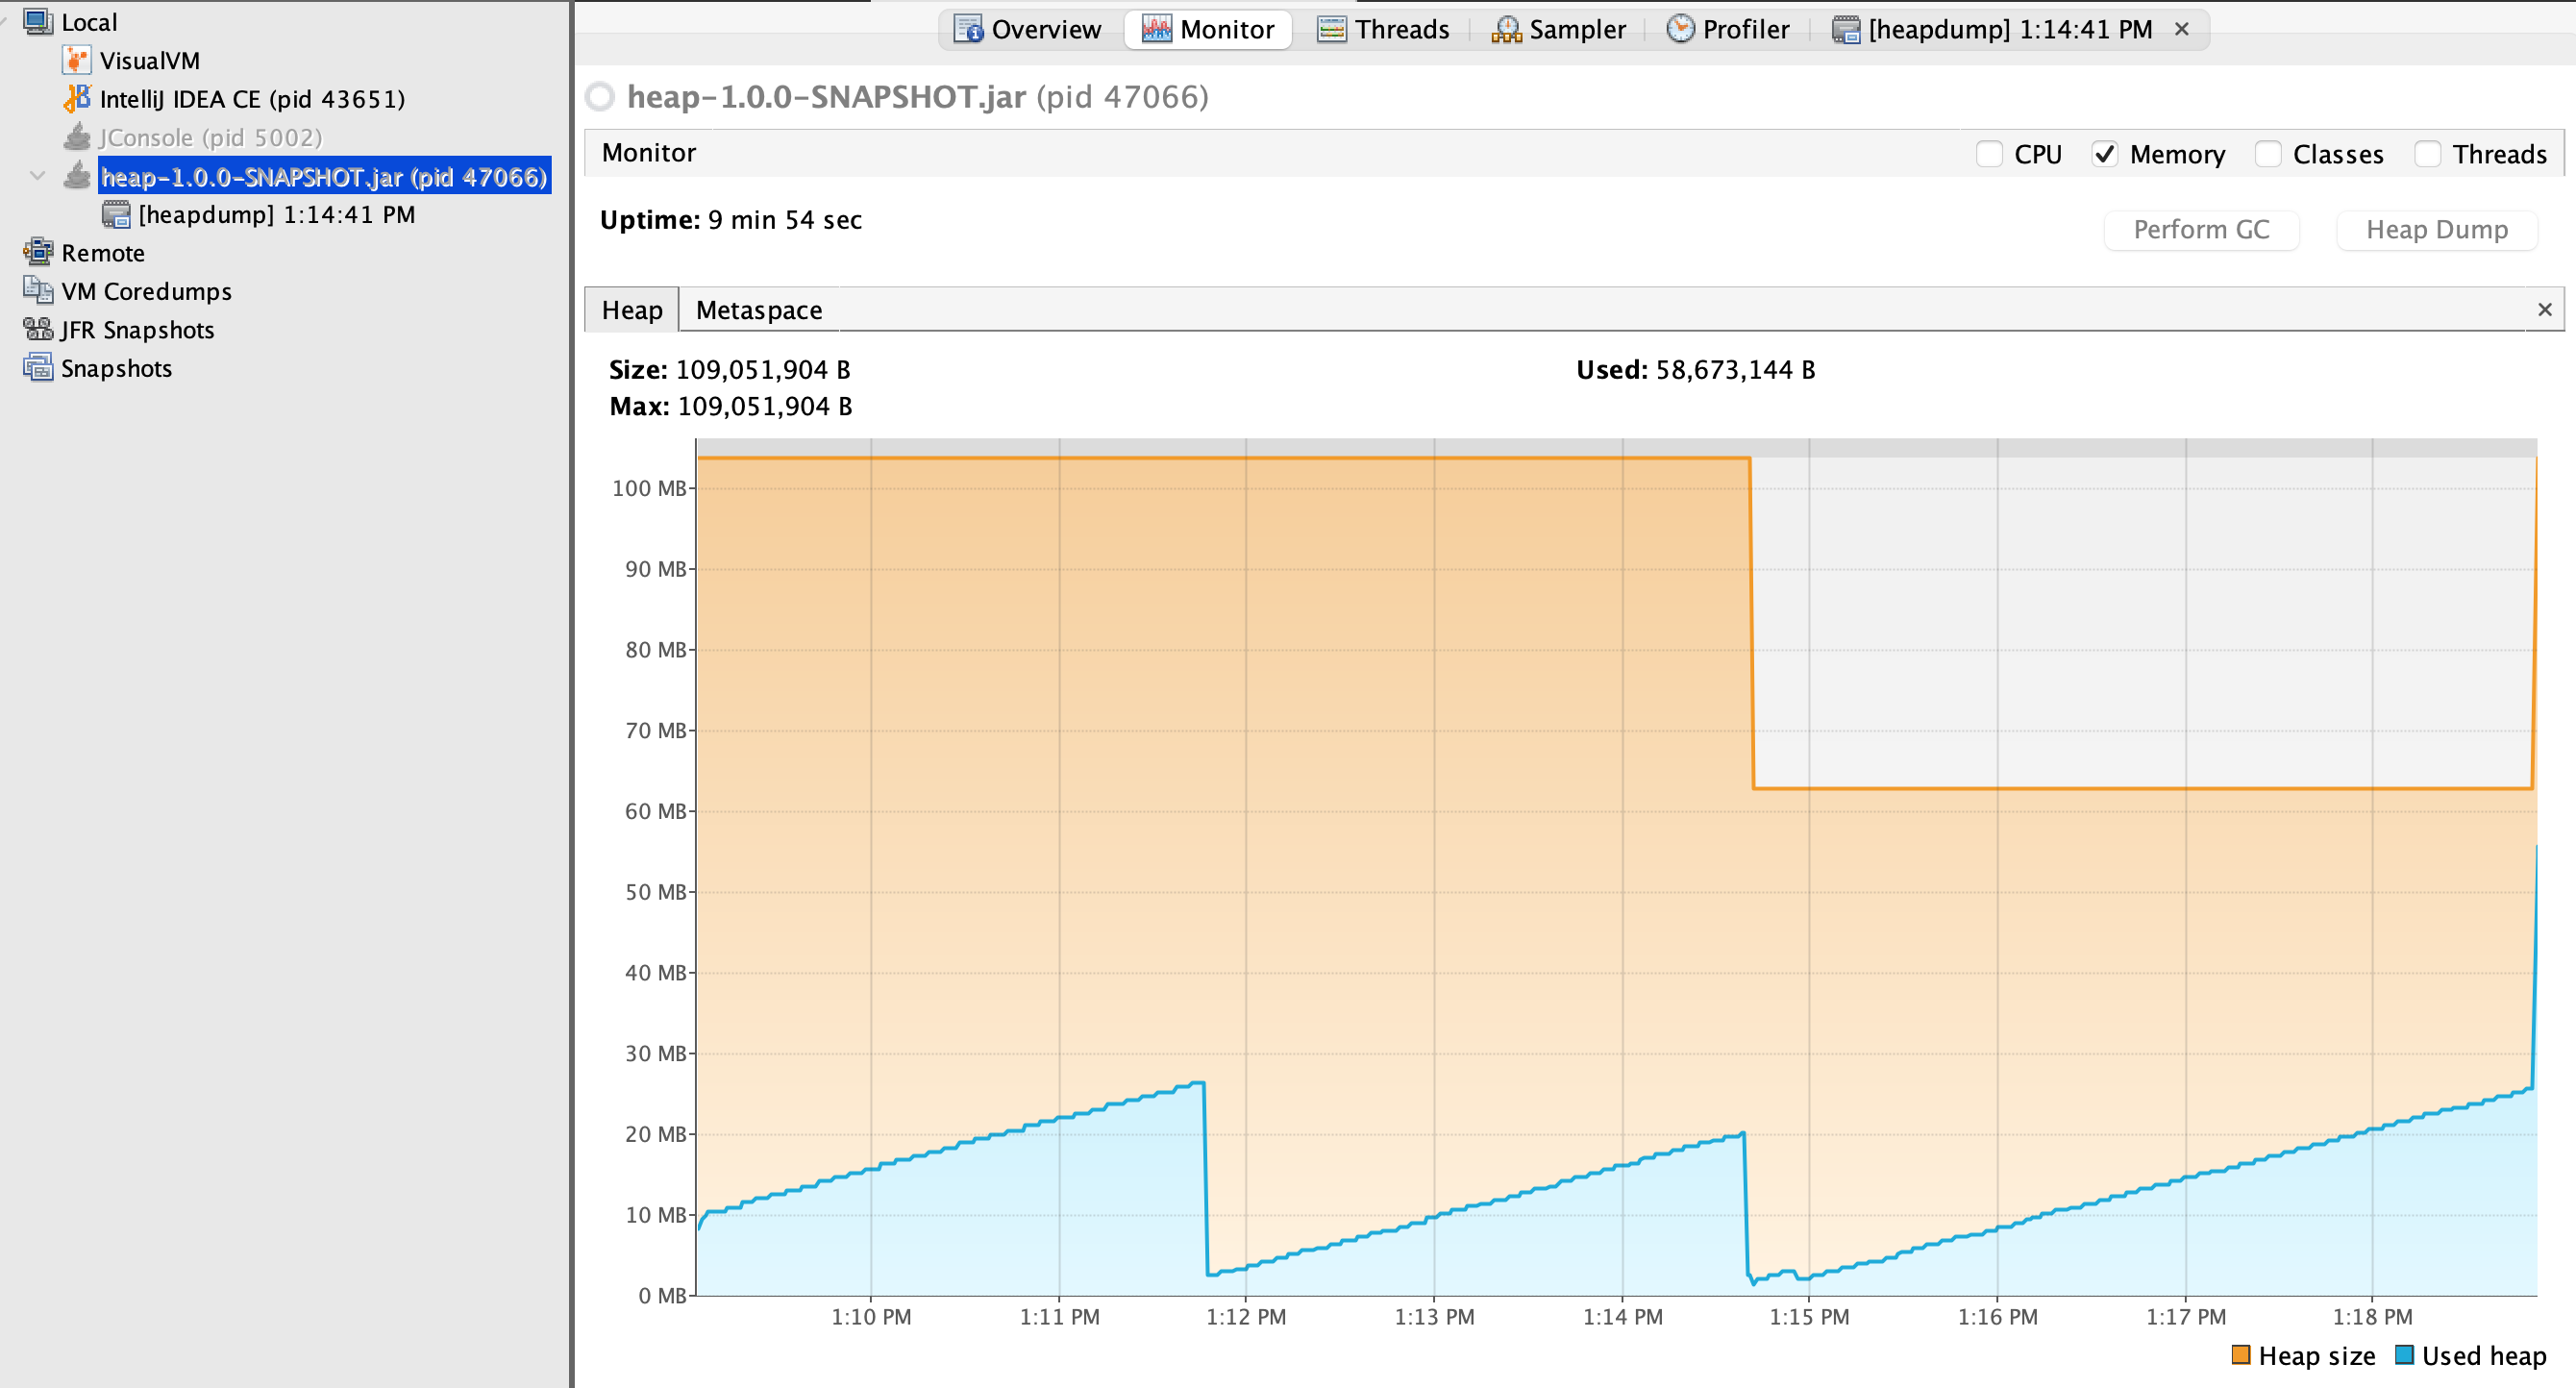 Local
VisualVM
IntelliJ IDEA CE (pid 43651)
JConsole (pid 5002)
heap-1.0.0-SNAPSHOT.jar (pid 47066)
[heapdump] 1:14:41 PM
Remote
VM Coredumps
JFR Snapshots
Snapshots
Overview Monitor Threads Sampler Profiler [heapdump] 1:14:41 PM ×
heap-1.0.0-SNAPSHOT.jar (pid 47066)
Monitor CPU Memory Classes Threads
Uptime: 9 min 54 sec Perform GC Heap Dump
Heap Metaspace ×
Size: 109,051,904 B Used: 58,673,144 B
Max: 109,051,904 B
100 MB
90 MB
80 MB
70 MB
60 MB
50 MB
40 MB
30 MB
20 MB
10 MB
0 MB
1:10 PM 1:11 PM 1:12 PM 1:13 PM 1:14 PM 1:15 PM 1:16 PM 1:17 PM 1:18 PM
Heap size Used heap